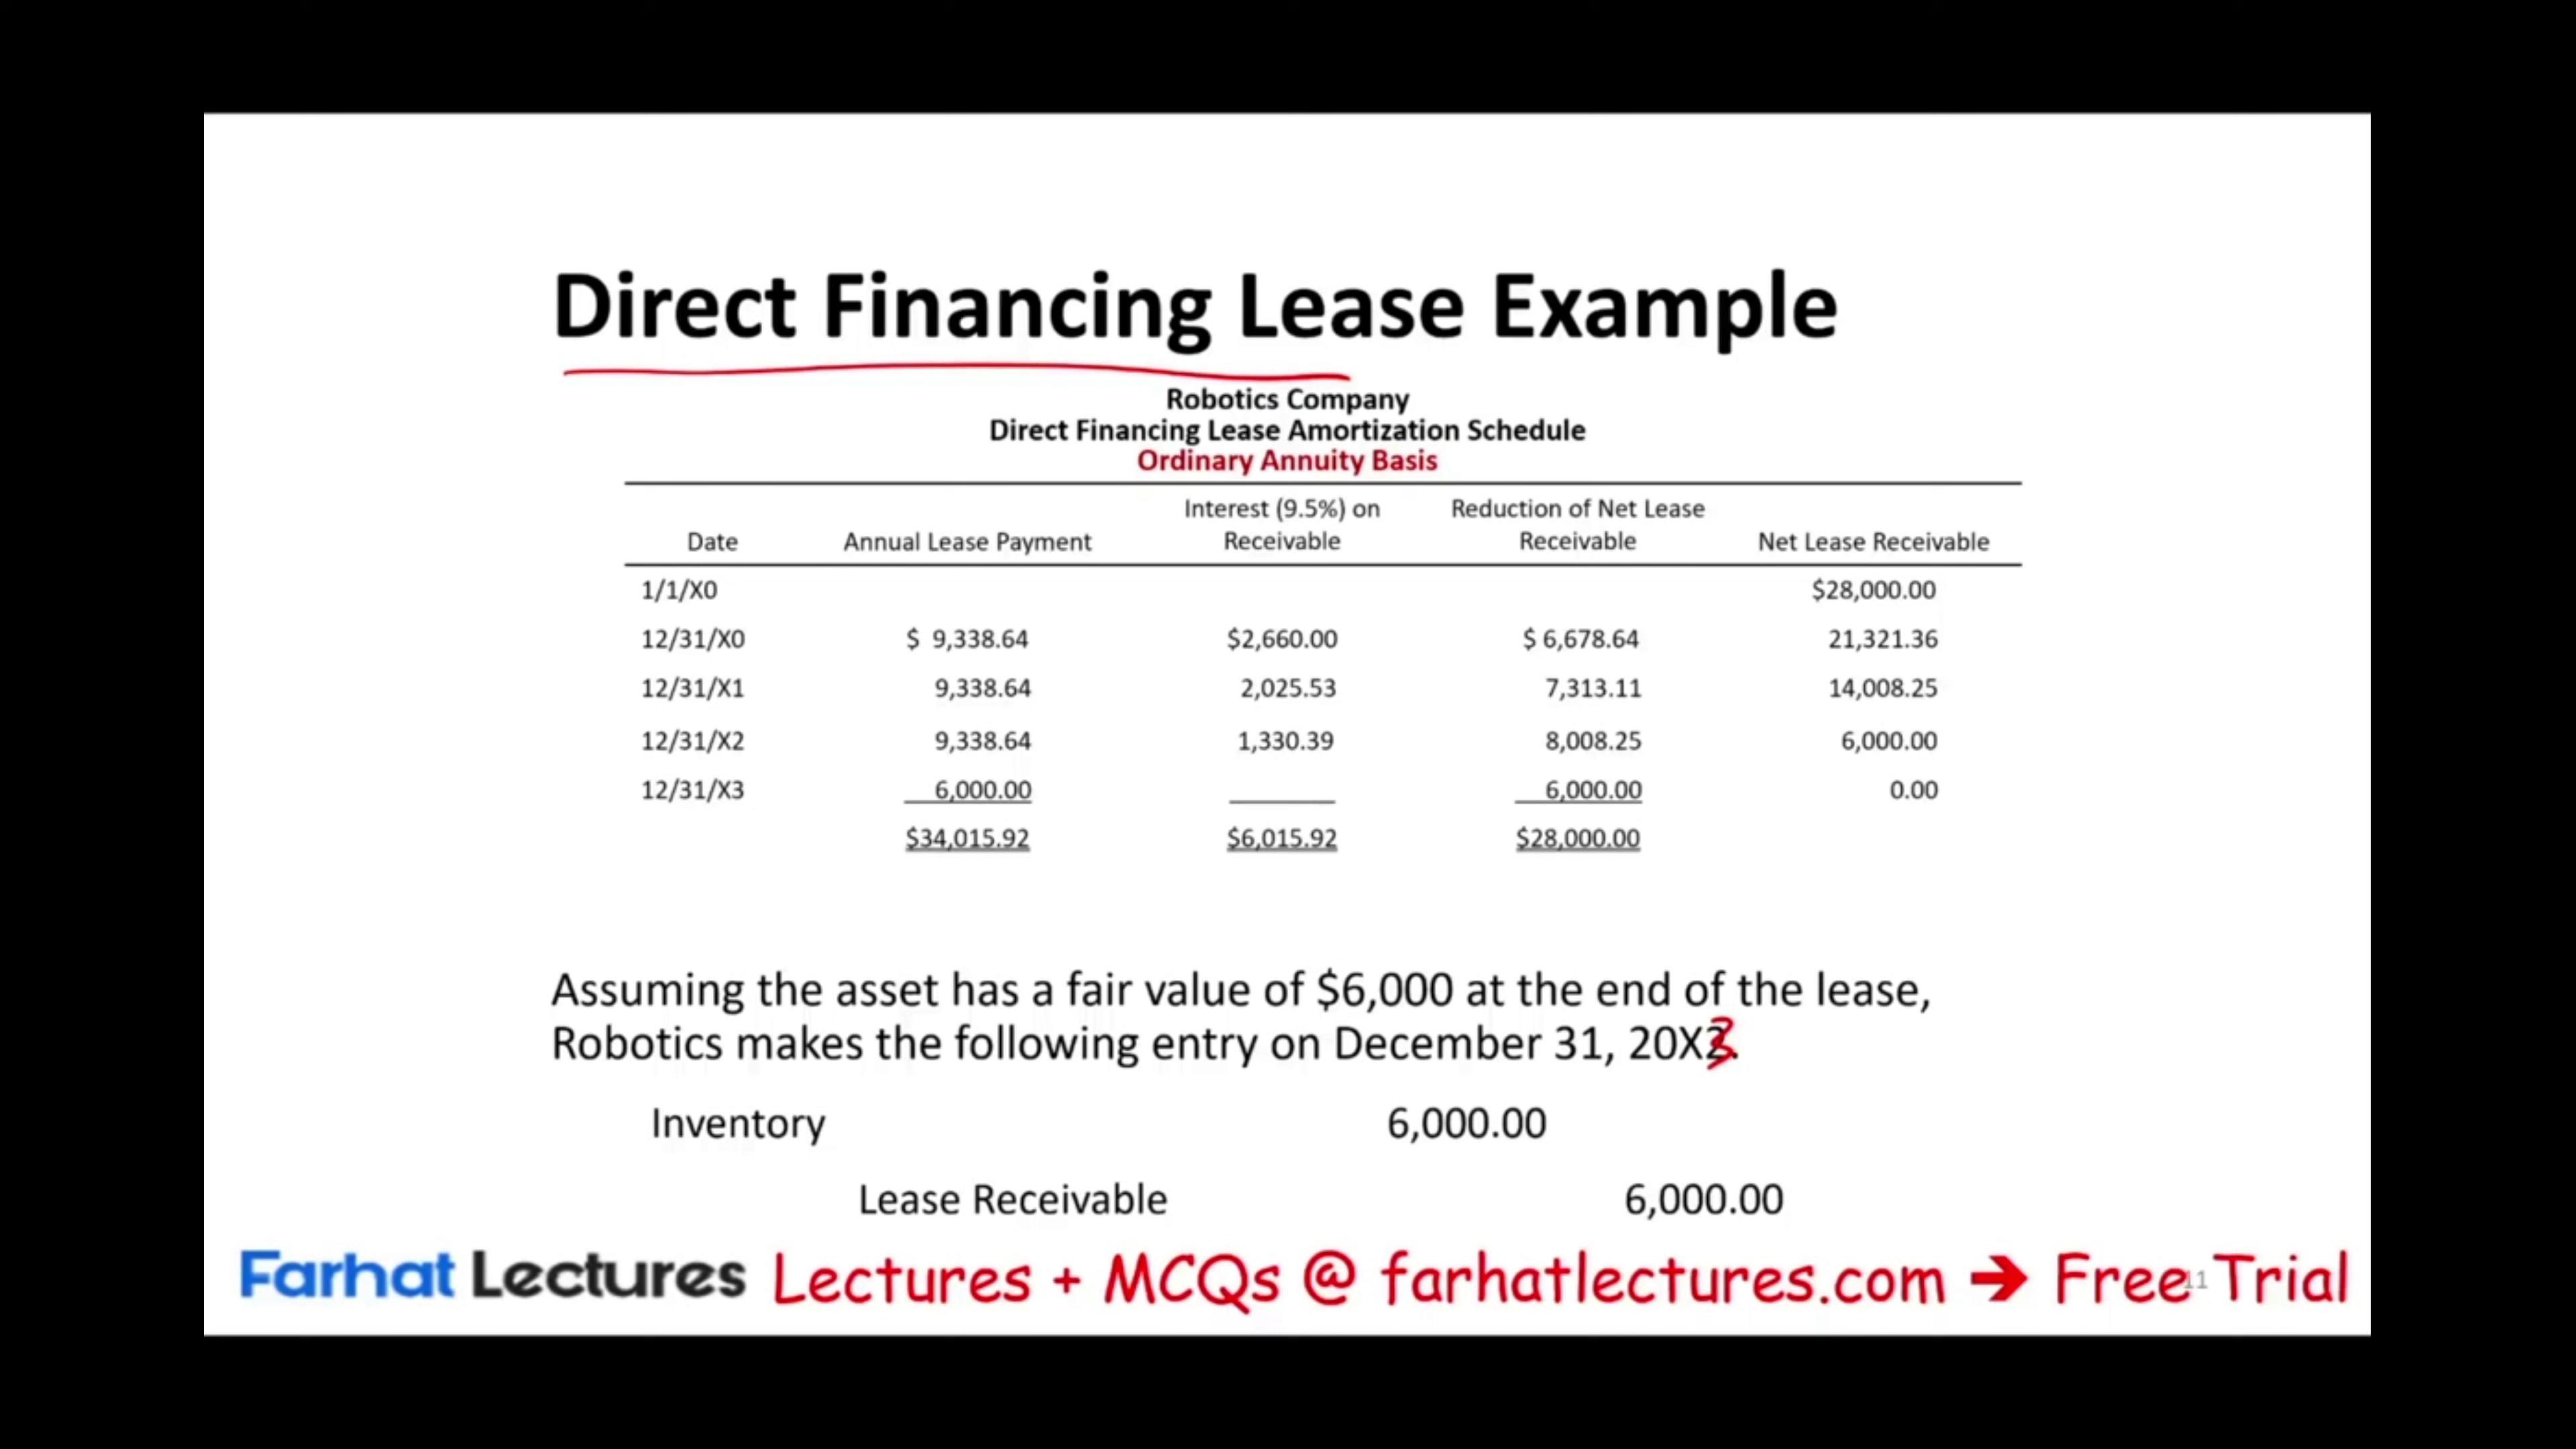 Direct Financing Lease Example
Robotics Company
Direct Financing Lease Amortization Schedule
Ordinary Annuity Basis
Date Annual Lease Payment Interest (9.5%) on Receivable Reduction of Net Lease Receivable Net Lease Receivable
1/1/X0 $28,000.00
12/31/X0 $ 9,338.64 $2,660.00 $ 6,678.64 21,321.36
12/31/X1 9,338.64 2,025.53 7,313.11 14,008.25
12/31/X2 9,338.64 1,330.39 8,008.25 6,000.00
12/31/X3 6,000.00 6,000.00 0.00
$34,015.92 $6,015.92 $28,000.00
Assuming the asset has a fair value of $6,000 at the end of the lease,
Robotics makes the following entry on December 31, 20X3.
Inventory 6,000.00
Lease Receivable 6,000.00
Farhat Lectures Lectures + MCQs @ farhatlectures.com ➔ Free Trial
11